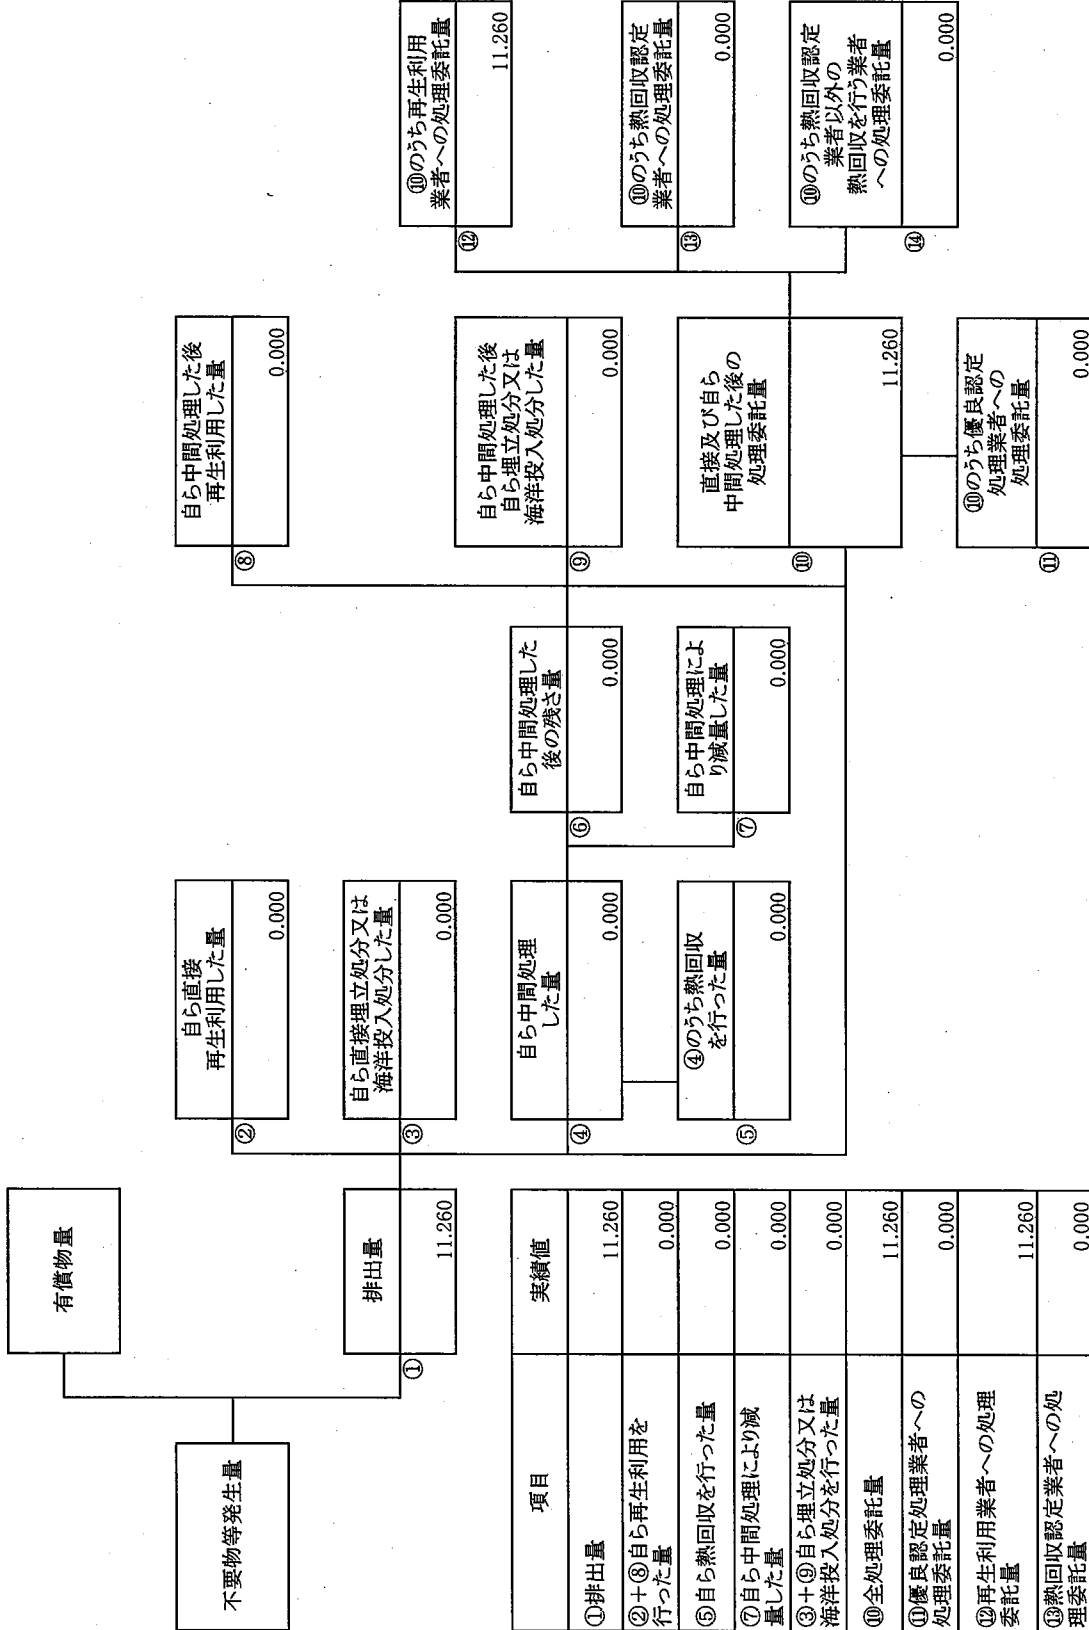 有償物量
不要物等発生量
排出量
①
11.260
自ら直接
再生利用した量
②
0.000
自ら直接埋立処分又は
海洋投入処分した量
③
0.000
自ら中間処理
した量
④
0.000
④のうち熱回収
を行った量
⑤
0.000
自ら中間処理した
後の残さ量
⑥
0.000
自ら中間処理によ
り減量した量
⑦
0.000
自ら中間処理した後
再生利用した量
⑧
0.000
自ら中間処理した後
自ら埋立処分又は
海洋投入処分した量
⑨
0.000
直接及び自ら
中間処理した後の
処理委託量
⑩
11.260
⑩のうち優良認定
処理業者への
処理委託量
⑪
0.000
⑩のうち再生利用
業者への処理委託量
⑫
11.260
⑩のうち熱回収認定
業者への処理委託量
⑬
0.000
⑩のうち熱回収認定
業者以外の
熱回収を行う業者
への処理委託量
⑭
0.000
項目 実績値
①排出量 11.260
②+⑧自ら再生利用を
行った量 0.000
⑤自ら熱回収を行った量 0.000
⑦自ら中間処理により減
量した量 0.000
③+⑨自ら埋立処分又は
海洋投入処分を行った量 0.000
⑩全処理委託量 11.260
⑪優良認定処理業者への
処理委託量 0.000
⑫再生利用業者への処理
委託量 11.260
⑬熱回収認定業者への処
理委託量 0.000